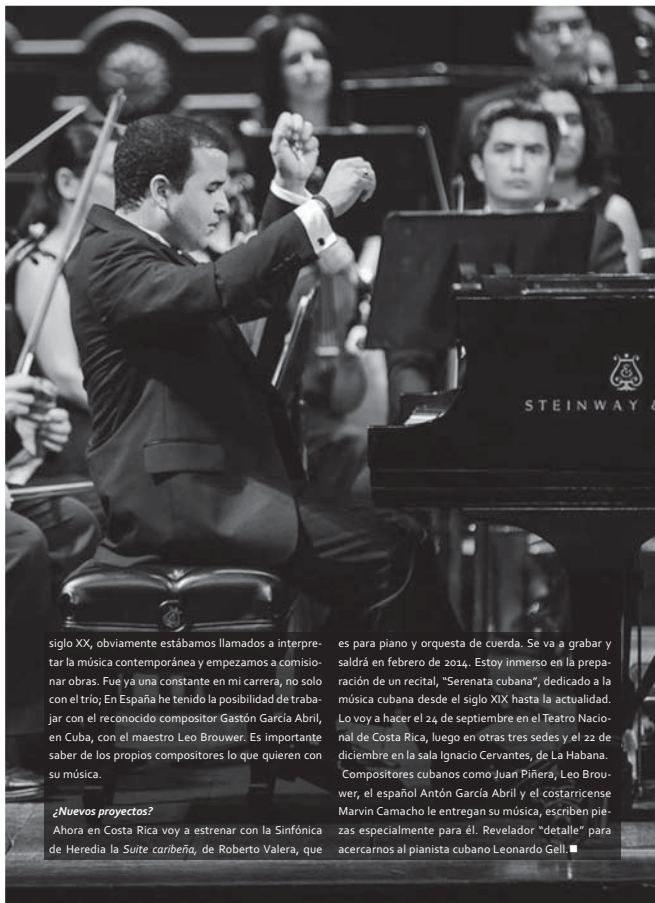 STEINWAY &
siglo XX, obviamente estábamos llamados a interpre-
tar la música contemporánea y empezamos a comisio-
nar obras. Fue ya una constante en mi carrera, no solo
con el trío; En España he tenido la posibilidad de traba-
jar con el reconocido compositor Gastón García Abril,
en Cuba, con el maestro Leo Brouwer. Es importante
saber de los propios compositores lo que quieren con
su música.
¿Nuevos proyectos?
Ahora en Costa Rica voy a estrenar con la Sinfónica
de Heredia la Suite caribeña, de Roberto Valera, que
es para piano y orquesta de cuerda. Se va a grabar y
saldrá en febrero de 2014. Estoy inmerso en la prepa-
ración de un recital, "Serenata cubana", dedicado a la
música cubana desde el siglo XIX hasta la actualidad.
Lo voy a hacer el 24 de septiembre en el Teatro Nacio-
nal de Costa Rica, luego en otras tres sedes y el 22 de
diciembre en la sala Ignacio Cervantes, de La Habana.
Compositores cubanos como Juan Piñera, Leo Brou-
wer, el español Antón García Abril y el costarricense
Marvin Camacho le entregan su música, escriben pie-
zas especialmente para él. Revelador "detalle" para
acercarnos al pianista cubano Leonardo Gell.■